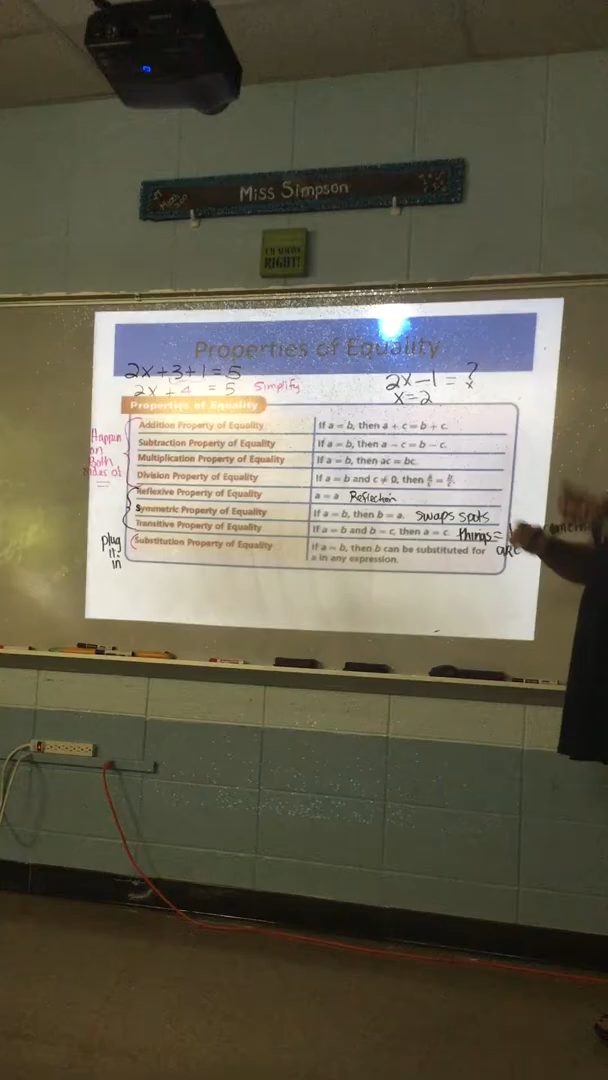 Miss Simpson
I'M ALWAYS
RIGHT!
Properties of Equality
2x+3+1=5
2x+4 = 5 Simplify
2x-1 = ?
x=2
Properties of Equality
Addition Property of Equality If a = b, then a + c = b + c.
Subtraction Property of Equality If a = b, then a − c = b − c.
Multiplication Property of Equality If a = b, then ac = bc.
Division Property of Equality If a = b and c ≠ 0, then a/c = b/c.
Reflexive Property of Equality a = a Reflection
Symmetric Property of Equality If a = b, then b = a. swaps spots
Transitive Property of Equality If a = b and b = c, then a = c. things =
Substitution Property of Equality If a = b, then b can be substituted for
a in any expression.
are
Happen
on
both
sides of
=
plug
it
in